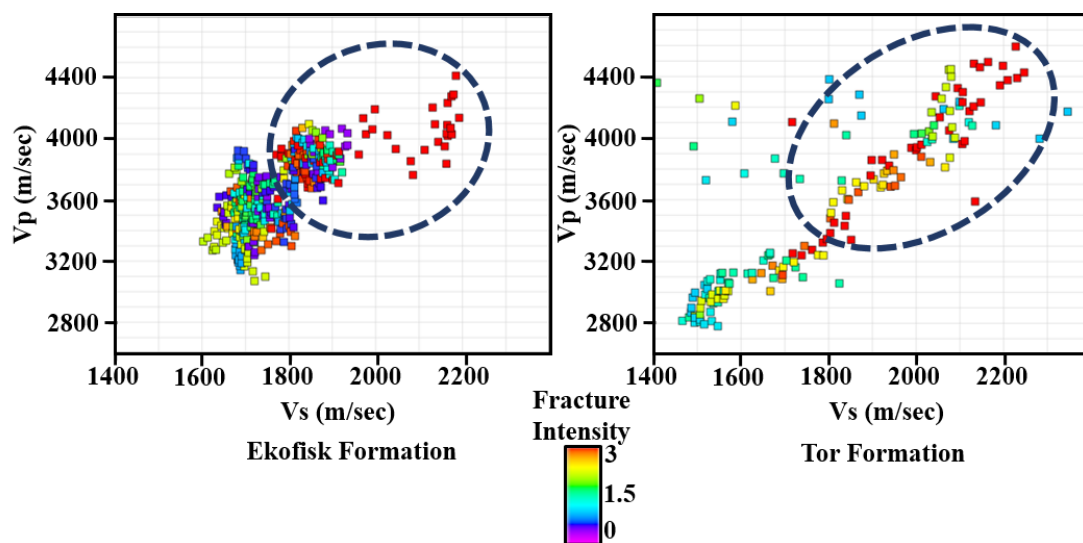 Vp (m/sec)
4400
4000
3600
3200
2800
1400
1600
1800
2000
2200
Vs (m/sec)
Ekofisk Formation
Vp (m/sec)
4400
4000
3600
3200
2800
1400
1600
1800
2000
2200
Vs (m/sec)
Tor Formation
Fracture
Intensity
3
1.5
0